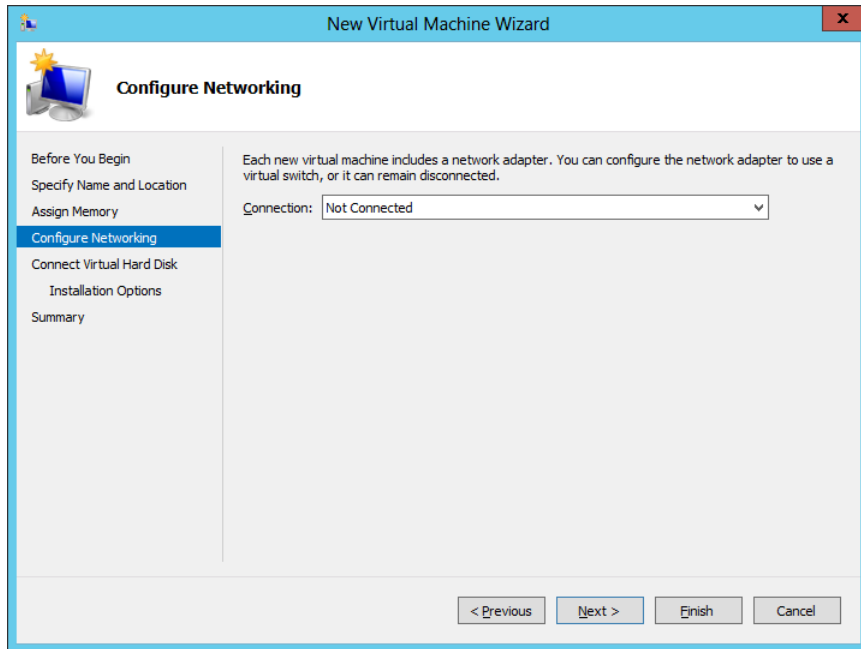 New Virtual Machine Wizard
x
Configure Networking
Before You Begin
Specify Name and Location
Assign Memory
Configure Networking
Connect Virtual Hard Disk
Installation Options
Summary
Each new virtual machine includes a network adapter. You can configure the network adapter to use a
virtual switch, or it can remain disconnected.
Connection: Not Connected
< Previous Next > Finish Cancel